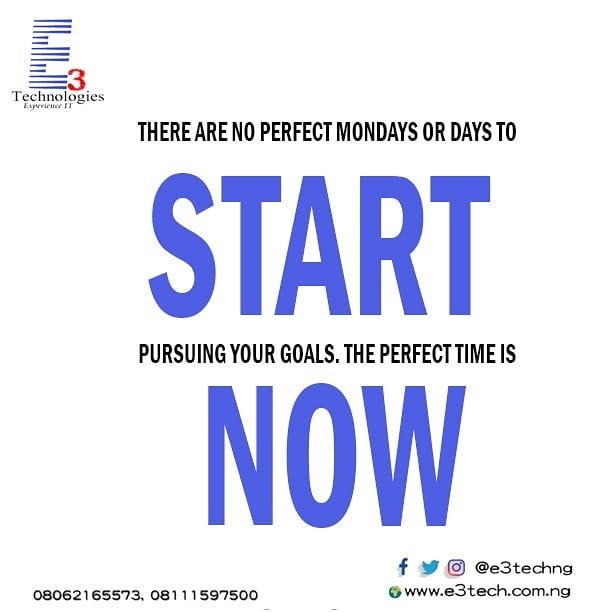 E3
Technologies
Experience IT
THERE ARE NO PERFECT MONDAYS OR DAYS TO
START
PURSUING YOUR GOALS. THE PERFECT TIME IS
NOW
@e3techng
08062165573, 08111597500
www.e3tech.com.ng